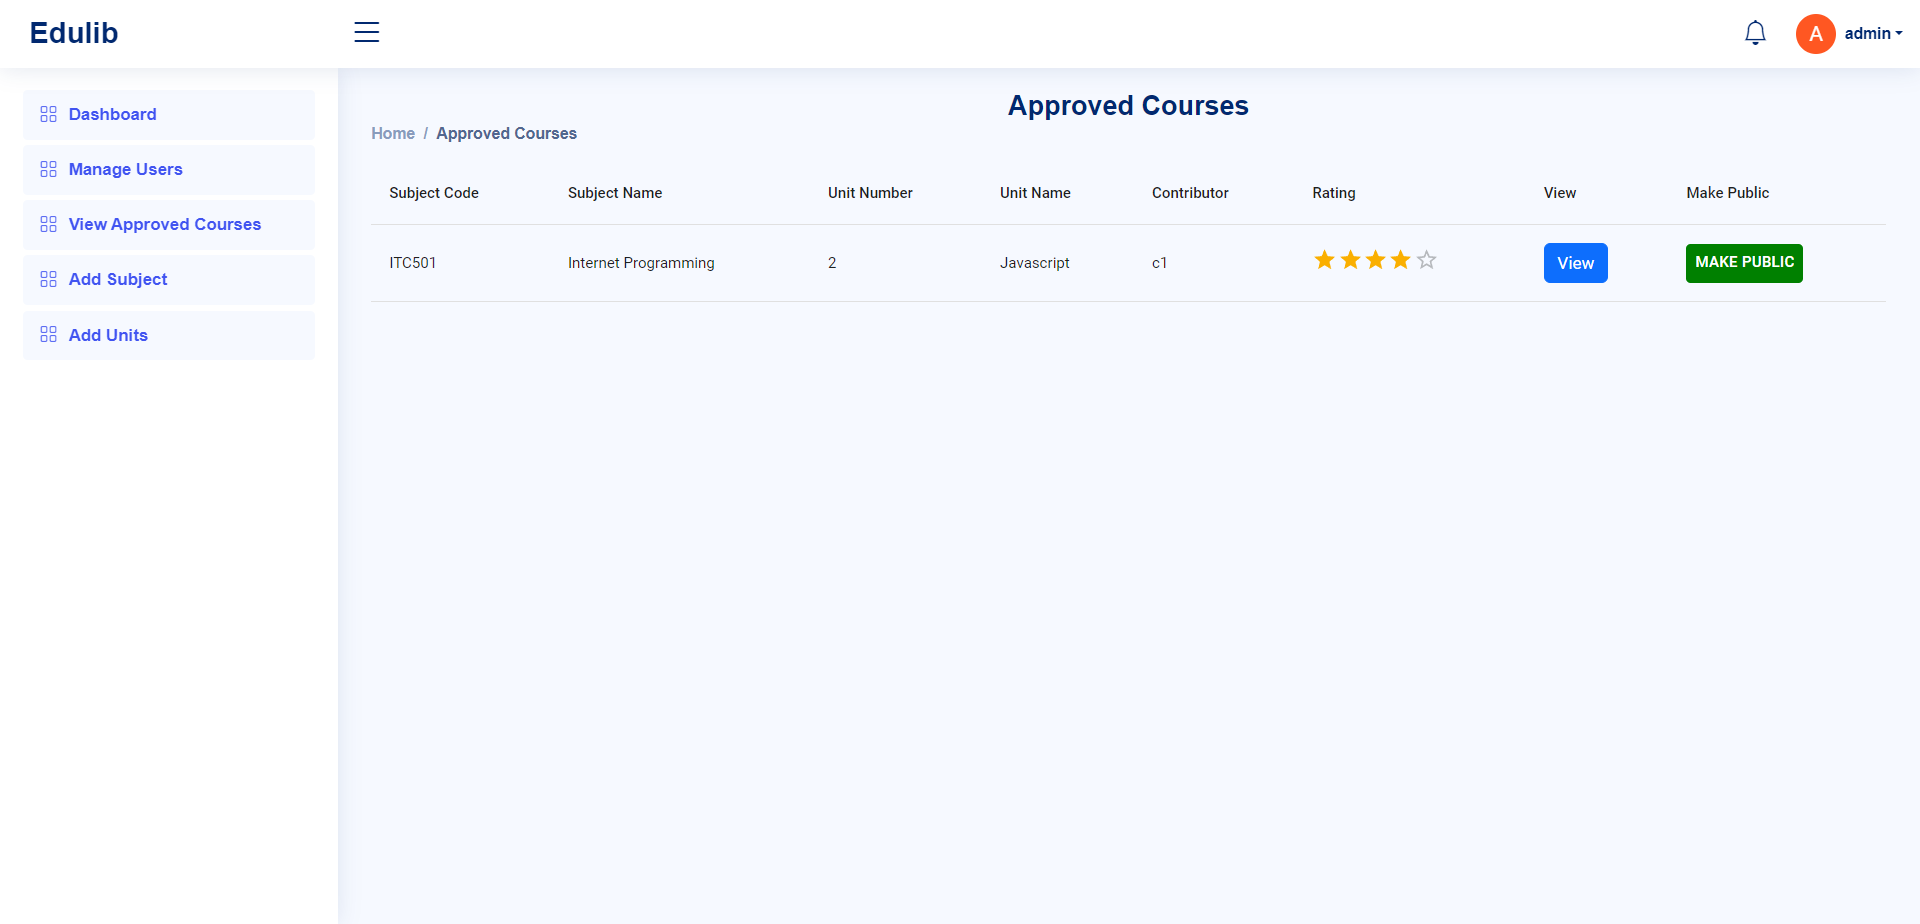 Edulib
A admin
Dashboard
Manage Users
View Approved Courses
Add Subject
Add Units
Approved Courses
Home / Approved Courses
Subject Code Subject Name Unit Number Unit Name Contributor Rating View Make Public
ITC501 Internet Programming 2 Javascript c1 View MAKE PUBLIC